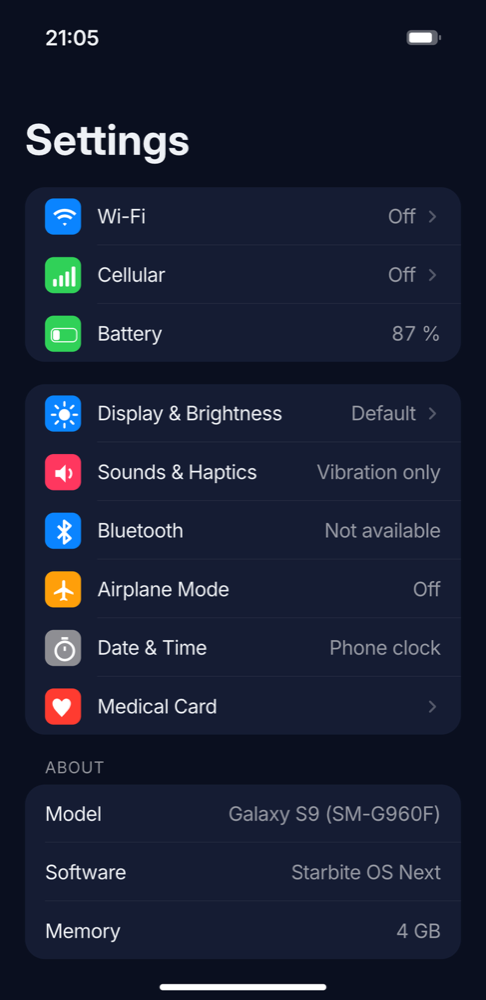 21:05
Settings
Wi-Fi Off
Cellular Off
Battery 87 %
Display & Brightness Default
Sounds & Haptics Vibration only
Bluetooth Not available
Airplane Mode Off
Date & Time Phone clock
Medical Card
ABOUT
Model Galaxy S9 (SM-G960F)
Software Starbite OS Next
Memory 4 GB